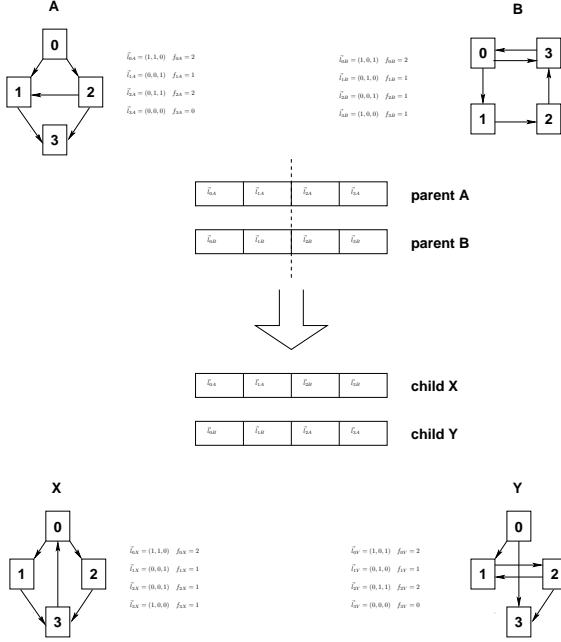 A
B
0
1
2
3
l⃗₀A = (1, 1, 0) f₀A = 2
l⃗₁A = (0, 0, 1) f₁A = 1
l⃗₂A = (0, 1, 1) f₂A = 2
l⃗₃A = (0, 0, 0) f₃A = 0
l⃗₀B = (1, 0, 1) f₀B = 2
l⃗₁B = (0, 1, 0) f₁B = 1
l⃗₂B = (0, 0, 1) f₂B = 1
l⃗₃B = (1, 0, 0) f₃B = 1
0 3
1 2
l⃗₀A l⃗₁A l⃗₂A l⃗₃A parent A
l⃗₀B l⃗₁B l⃗₂B l⃗₃B parent B
l⃗₀A l⃗₁A l⃗₂B l⃗₃B child X
l⃗₀B l⃗₁B l⃗₂A l⃗₃A child Y
X
Y
0
1 2
3
l⃗₀X = (1, 1, 0) f₀X = 2
l⃗₁X = (0, 0, 1) f₁X = 1
l⃗₂X = (0, 0, 1) f₂X = 1
l⃗₃X = (1, 0, 0) f₃X = 1
l⃗₀Y = (1, 0, 1) f₀Y = 2
l⃗₁Y = (0, 1, 0) f₁Y = 1
l⃗₂Y = (0, 1, 1) f₂Y = 2
l⃗₃Y = (0, 0, 0) f₃Y = 0
0
1 2
3